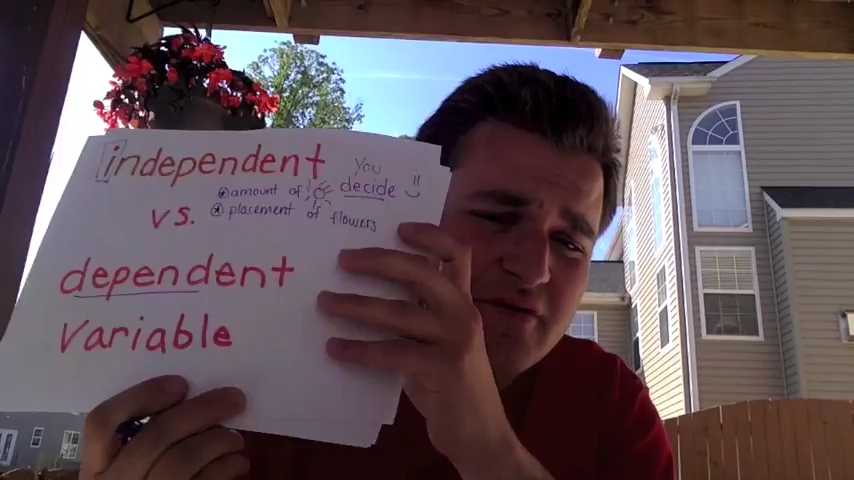 independent
You
decide
amount of
placement of flowers
vs.
dependent
variable